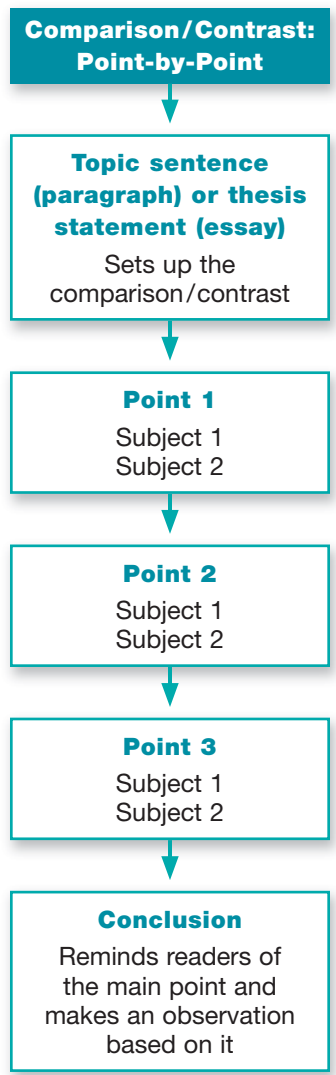 Comparison/Contrast:
Point-by-Point
Topic sentence
(paragraph) or thesis
statement (essay)
Sets up the
comparison/contrast
Point 1
Subject 1
Subject 2
Point 2
Subject 1
Subject 2
Point 3
Subject 1
Subject 2
Conclusion
Reminds readers of
the main point and
makes an observation
based on it